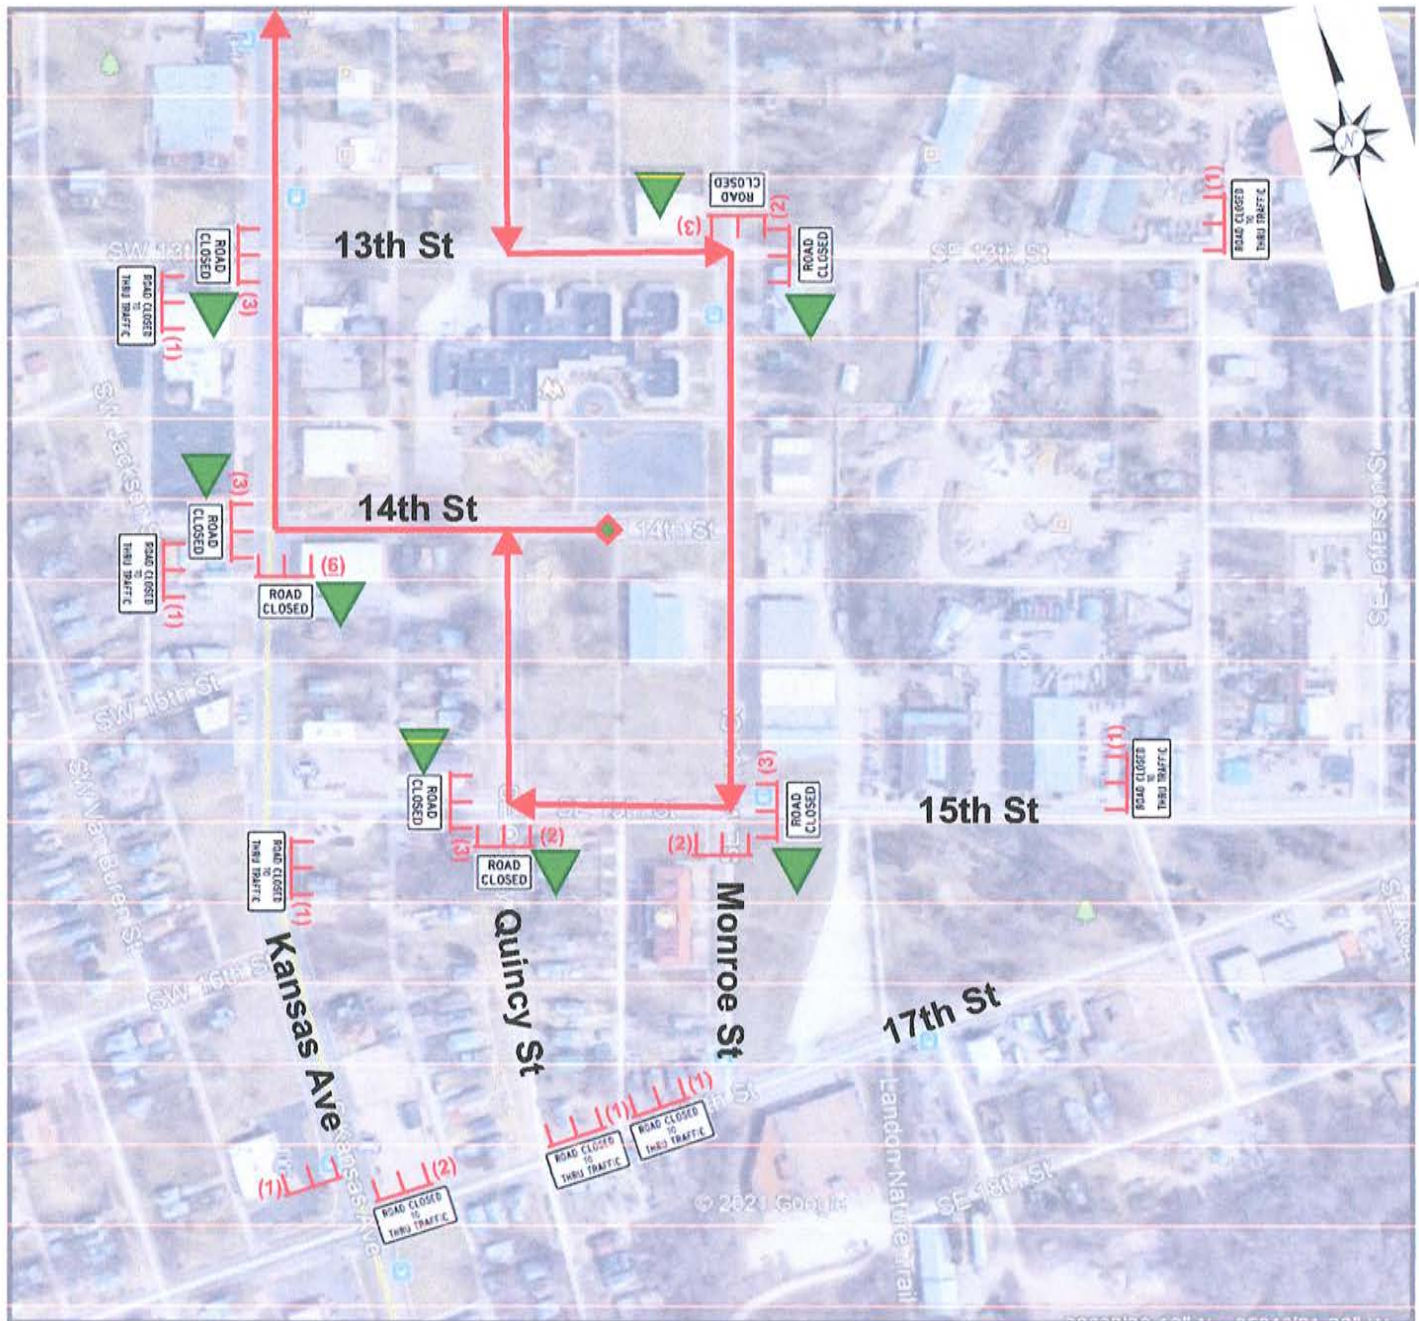 N
ROAD
CLOSED
(3)
(2)
ROAD
CLOSED
(1)
ROAD CLOSED
TO
THRU TRAFFIC
SW 13th
ROAD
CLOSED
(3)
13th St
SE 13th St
ROAD CLOSED
TO
THRU TRAFFIC
(1)
SW Jackson
(3)
ROAD
CLOSED
14th St
14th St
SE Jefferson St
ROAD CLOSED
TO
THRU TRAFFIC
(1)
(6)
ROAD
CLOSED
SW 15th St
(1)
ROAD CLOSED
TO
THRU TRAFFIC
SW Van Buren St
ROAD
CLOSED
(3)
(2)
ROAD
CLOSED
(3)
ROAD
CLOSED
(2)
15th St
ROAD CLOSED
TO
THRU TRAFFIC
(1)
Kansas Ave
Quincy St
Monroe St
17th St
SW 16th S
(1)
ROAD CLOSED
TO
THRU TRAFFIC
(1)
ROAD CLOSED
TO
THRU TRAFFIC
(1)
(2)
ROAD CLOSED
TO
THRU TRAFFIC
Kansas Ave
Landon Nature Trail
SE 18th St
© 2021 Google